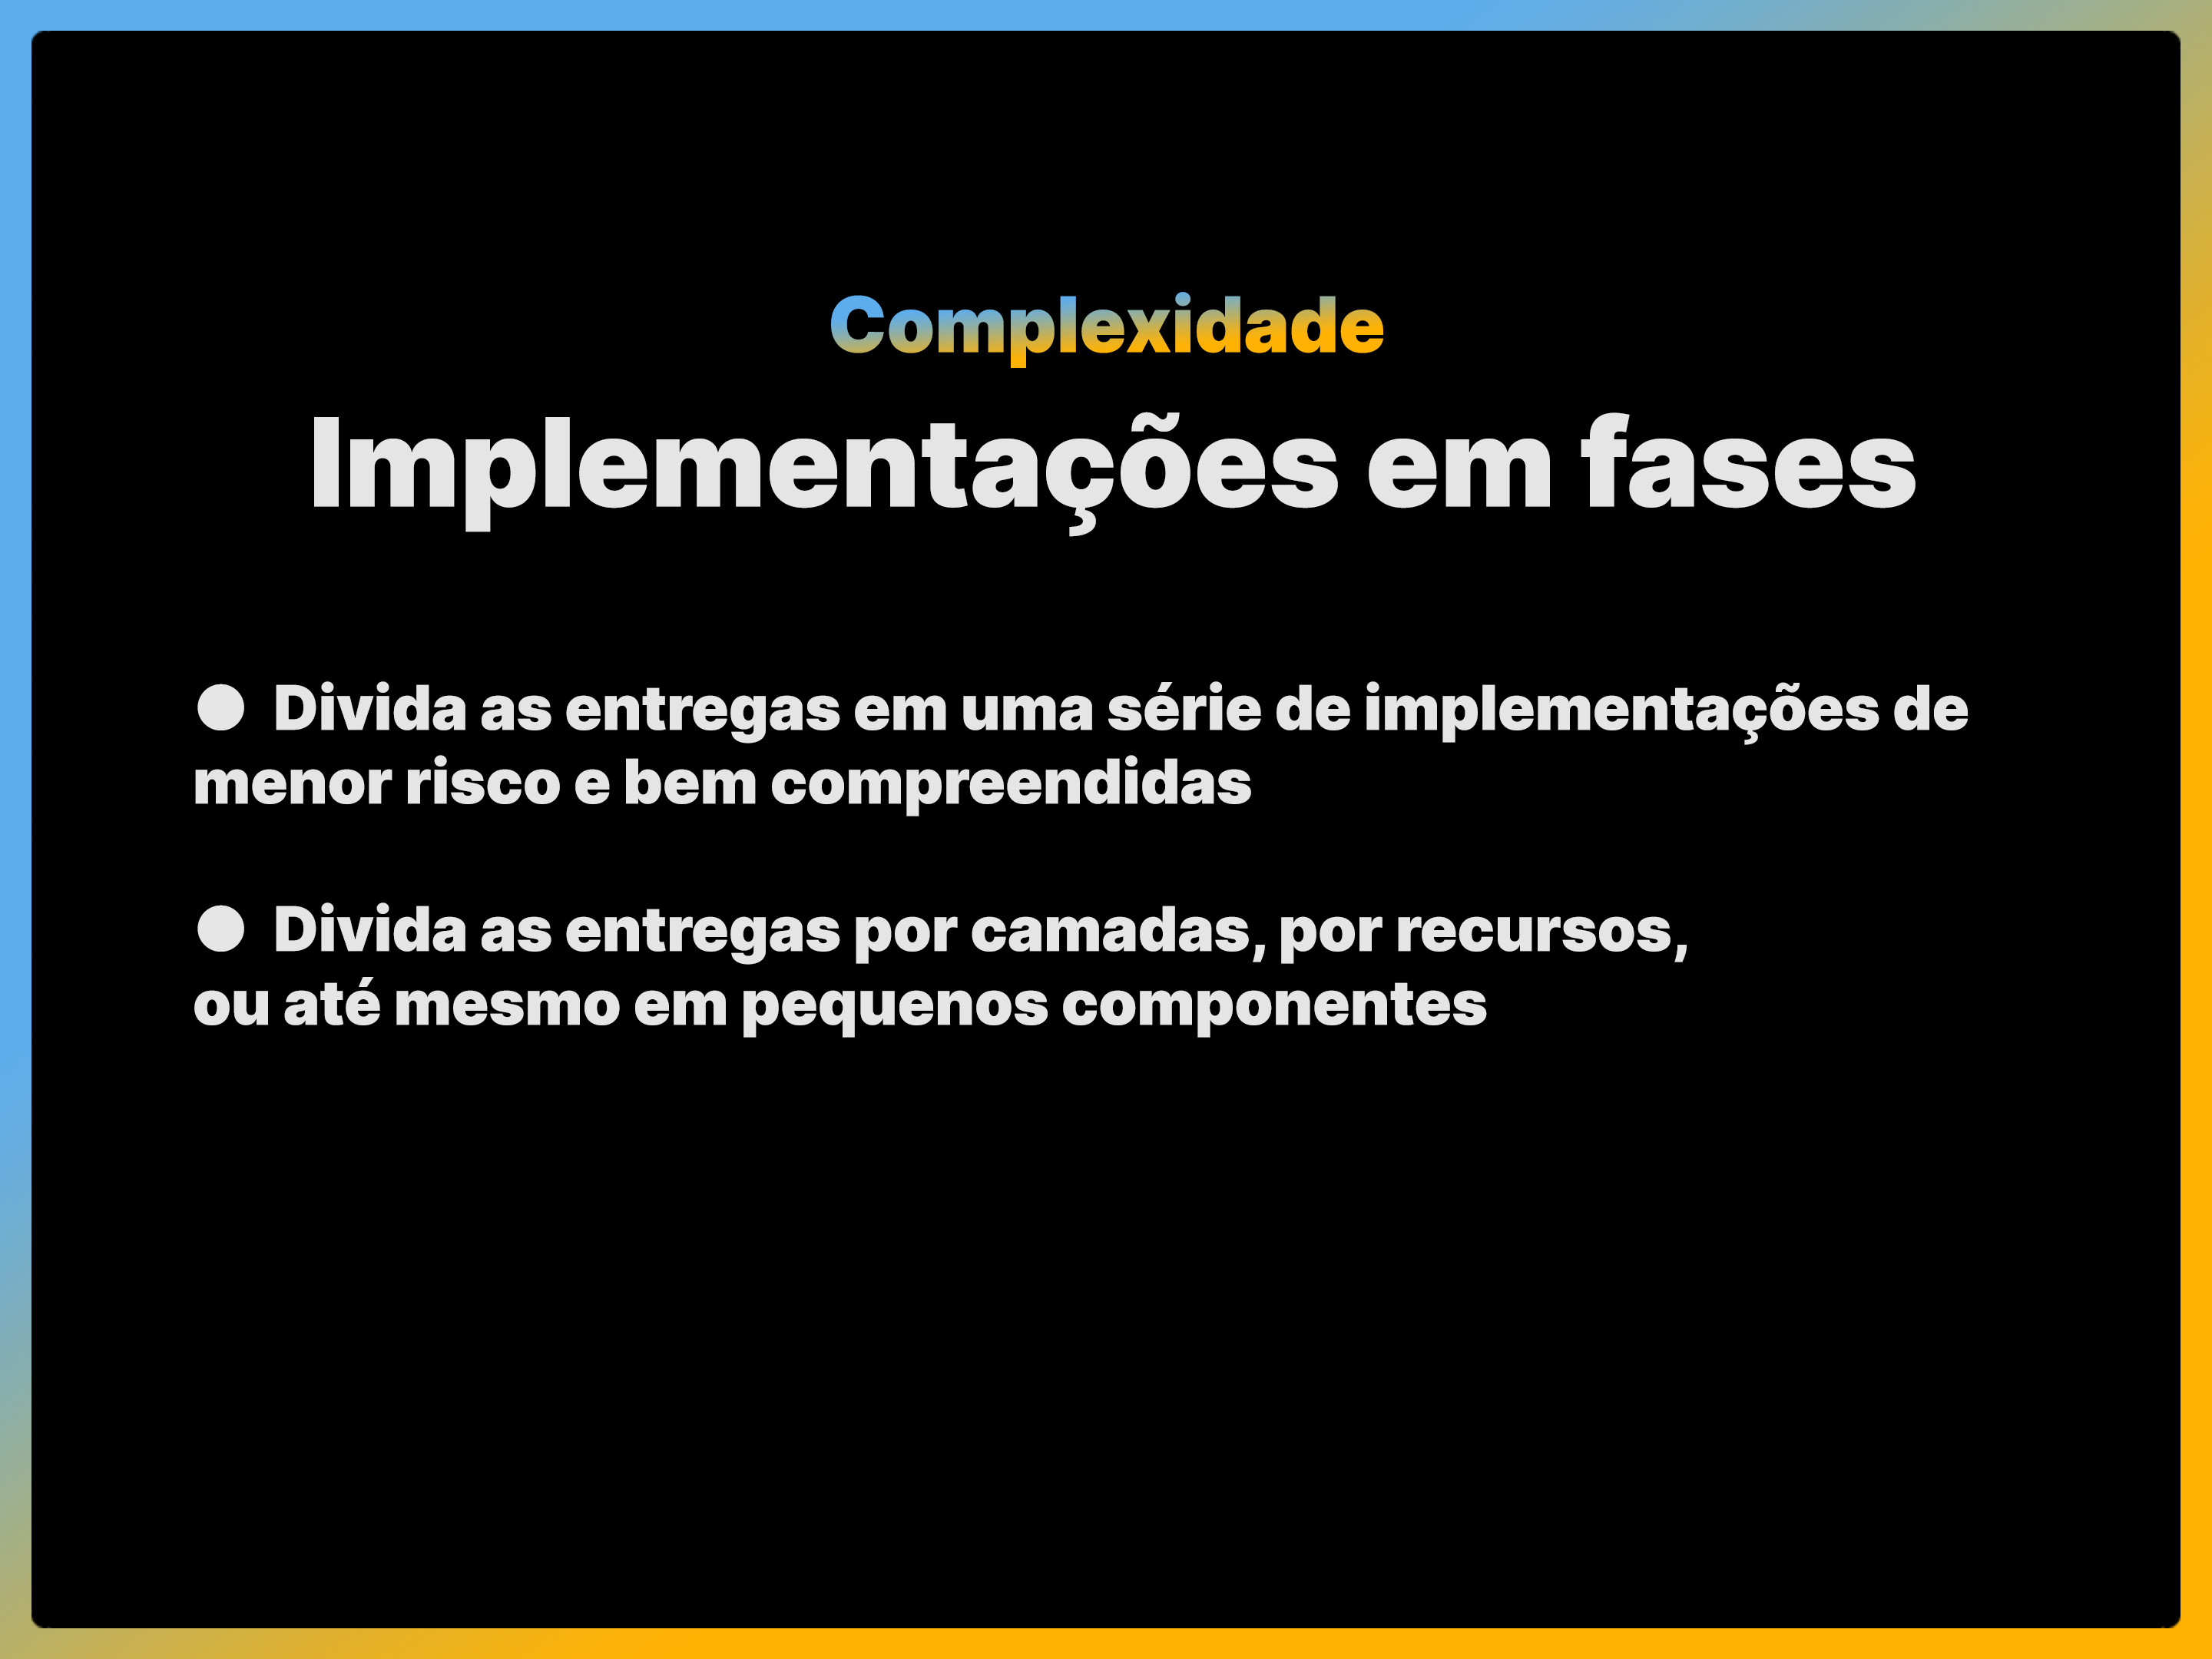 Complexidade
Implementações em fases
● Divida as entregas em uma série de implementações de
menor risco e bem compreendidas
● Divida as entregas por camadas, por recursos,
ou até mesmo em pequenos componentes